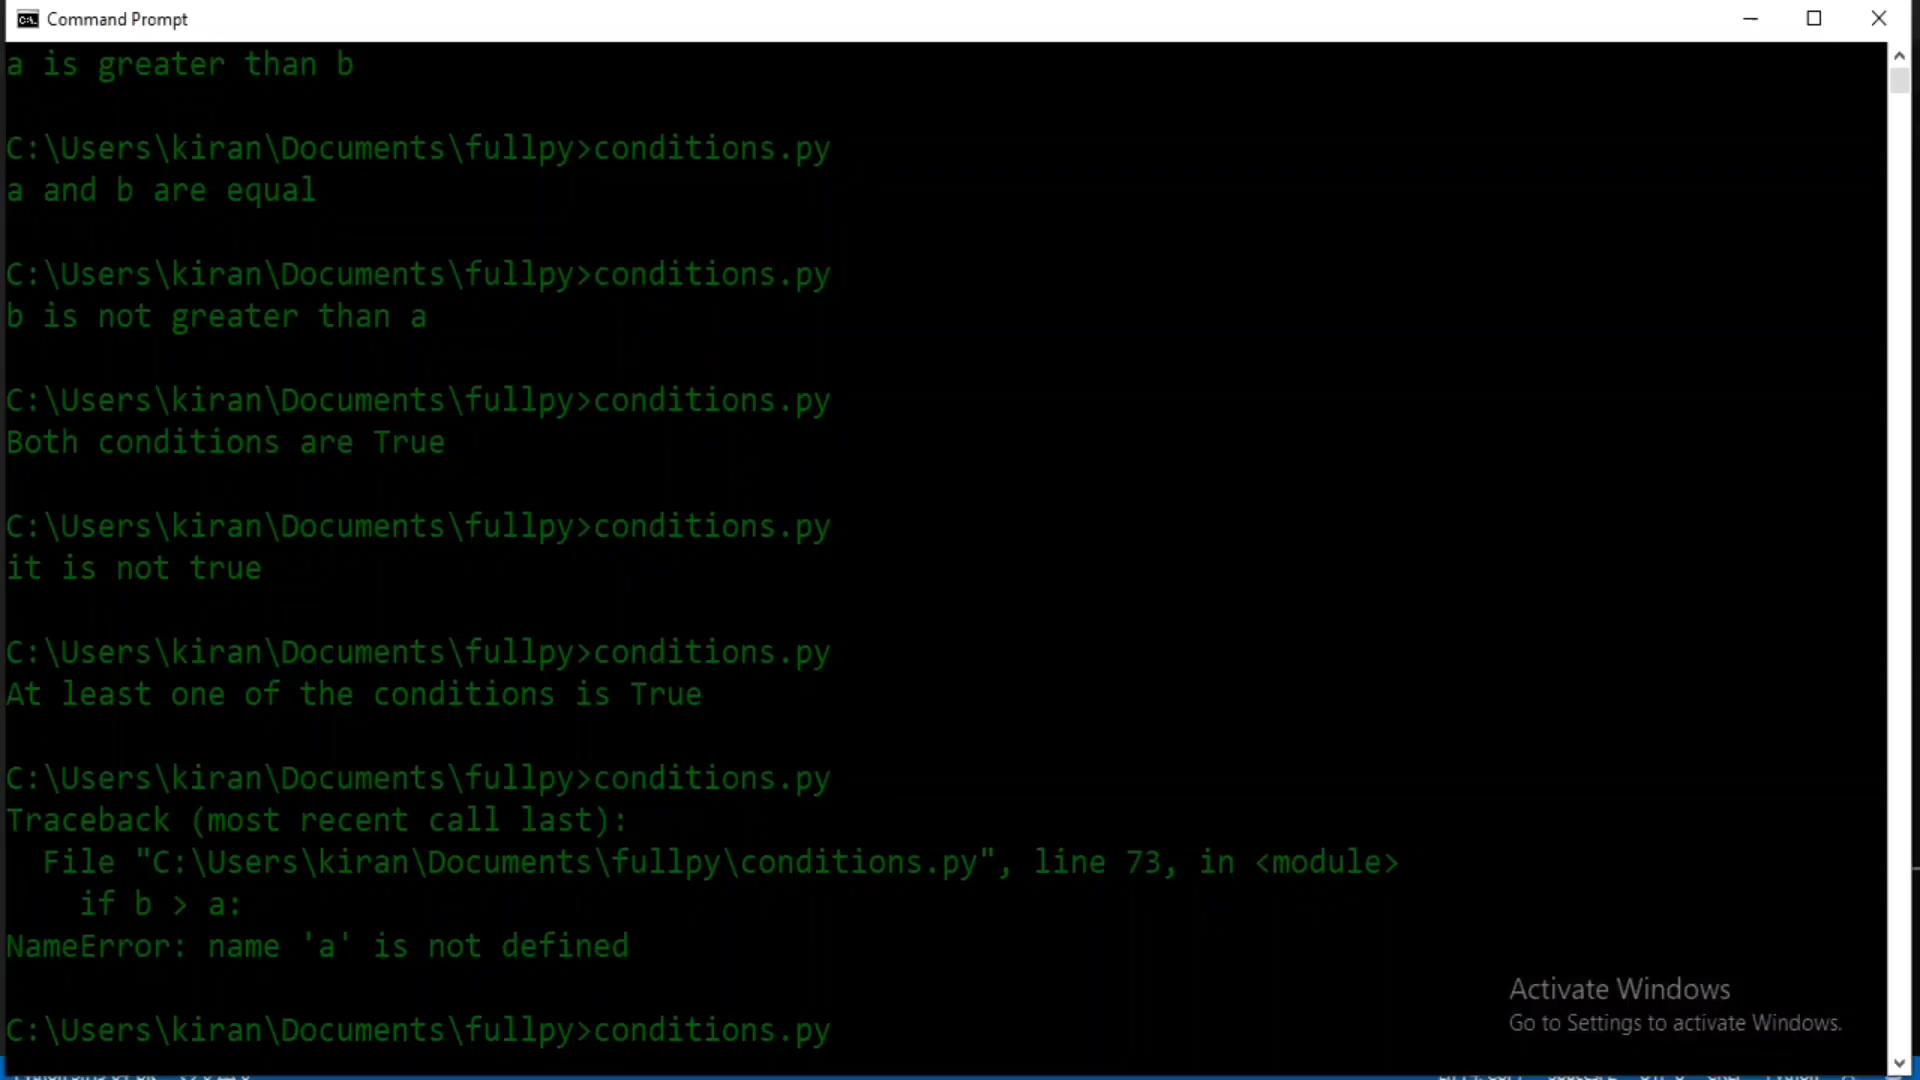 Command Prompt
a is greater than b
C:\Users\kiran\Documents\fullpy>conditions.py
a and b are equal
C:\Users\kiran\Documents\fullpy>conditions.py
b is not greater than a
C:\Users\kiran\Documents\fullpy>conditions.py
Both conditions are True
C:\Users\kiran\Documents\fullpy>conditions.py
it is not true
C:\Users\kiran\Documents\fullpy>conditions.py
At least one of the conditions is True
C:\Users\kiran\Documents\fullpy>conditions.py
Traceback (most recent call last):
  File "C:\Users\kiran\Documents\fullpy\conditions.py", line 73, in <module>
    if b > a:
NameError: name 'a' is not defined
Activate Windows
Go to Settings to activate Windows.
C:\Users\kiran\Documents\fullpy>conditions.py